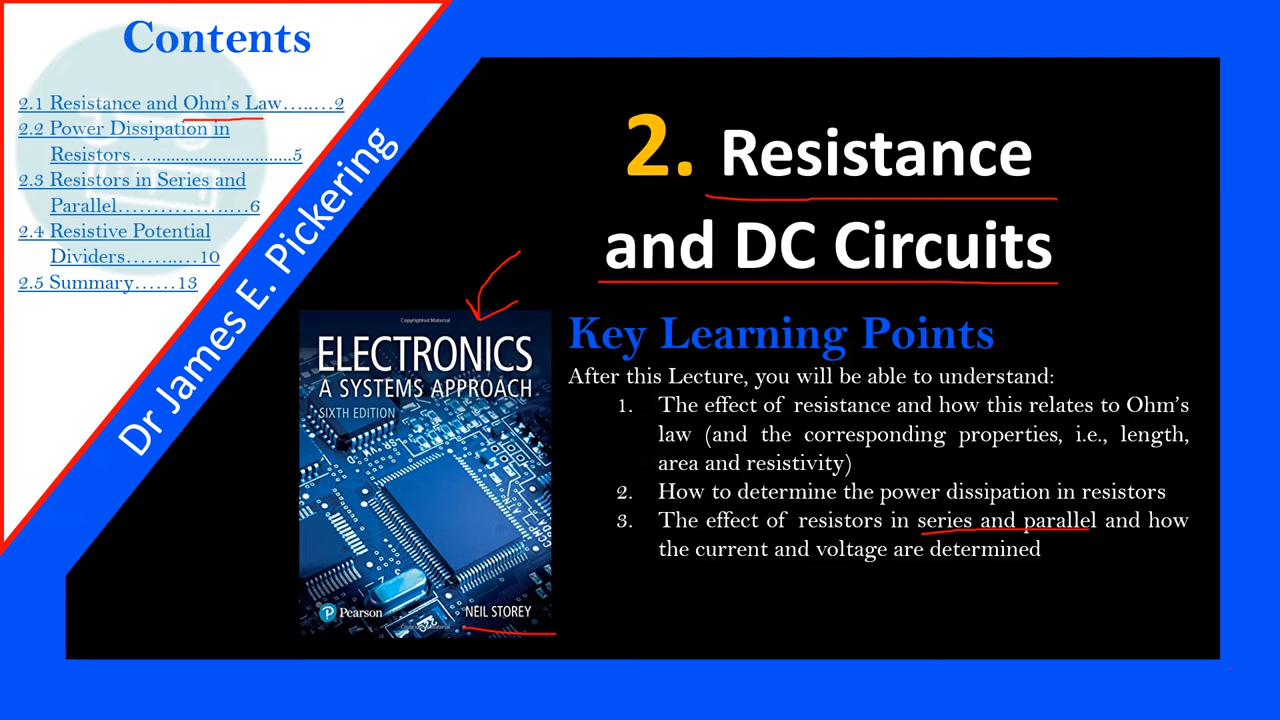 Contents
2.1 Resistance and Ohm's Law…..…2
2.2 Power Dissipation in
Resistors…..............................5
2.3 Resistors in Series and
Parallel…………….…6
2.4 Resistive Potential
Dividers……..…10
2.5 Summary……13
Dr James E. Pickering
2. Resistance
and DC Circuits
Copyrighted Material
ELECTRONICS
A SYSTEMS APPROACH
SIXTH EDITION
Pearson
NEIL STOREY
Key Learning Points
After this Lecture, you will be able to understand:
1. The effect of resistance and how this relates to Ohm's
law (and the corresponding properties, i.e., length,
area and resistivity)
2. How to determine the power dissipation in resistors
3. The effect of resistors in series and parallel and how
the current and voltage are determined